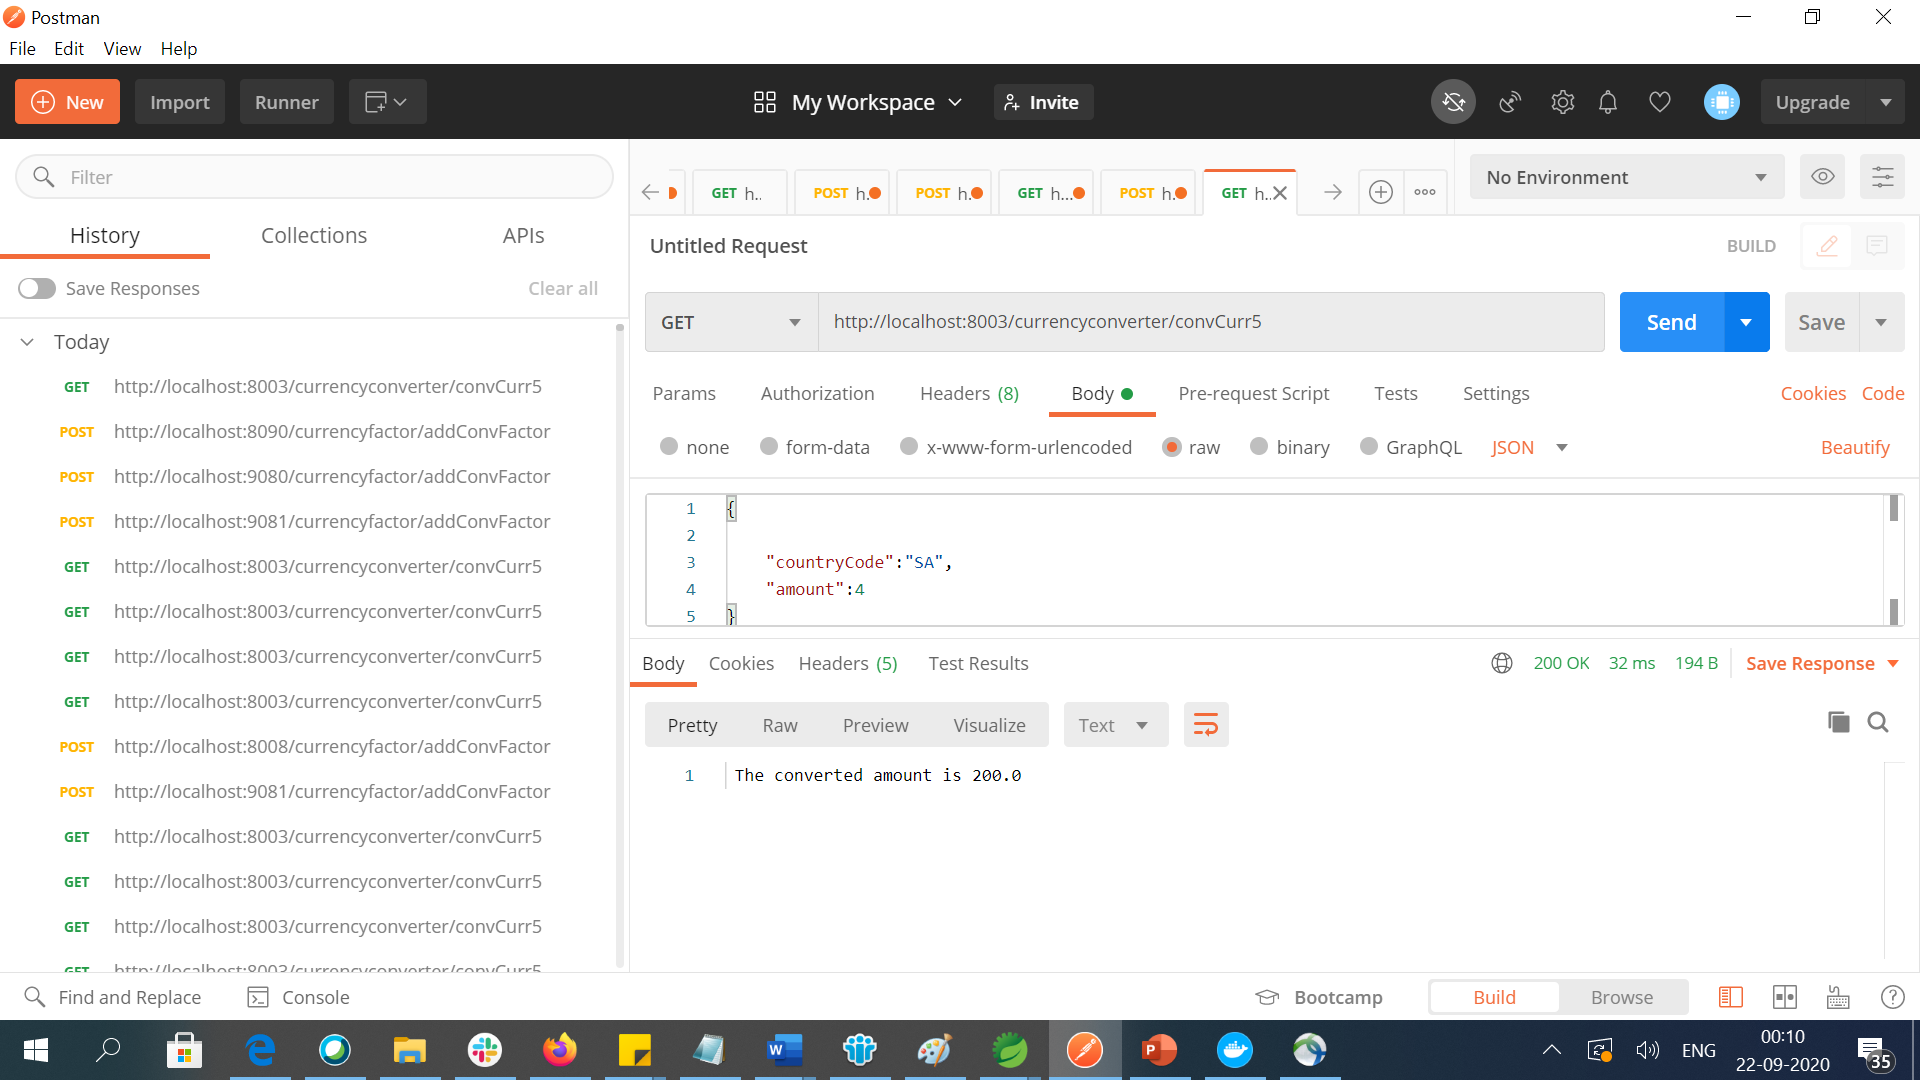 Postman
File Edit View Help
New Import Runner My Workspace Invite Upgrade
Filter
History Collections APIs
Save Responses Clear all
Today
GET http://localhost:8003/currencyconverter/convCurr5
POST http://localhost:8090/currencyfactor/addConvFactor
POST http://localhost:9080/currencyfactor/addConvFactor
POST http://localhost:9081/currencyfactor/addConvFactor
GET http://localhost:8003/currencyconverter/convCurr5
GET http://localhost:8003/currencyconverter/convCurr5
GET http://localhost:8003/currencyconverter/convCurr5
GET http://localhost:8003/currencyconverter/convCurr5
POST http://localhost:8008/currencyfactor/addConvFactor
POST http://localhost:9081/currencyfactor/addConvFactor
GET http://localhost:8003/currencyconverter/convCurr5
GET http://localhost:8003/currencyconverter/convCurr5
GET http://localhost:8003/currencyconverter/convCurr5
GET http://localhost:8003/currencyconverter/convCurr5
GET h.. POST h. POST h. GET h... POST h. GET h..
No Environment
Untitled Request BUILD
GET http://localhost:8003/currencyconverter/convCurr5 Send Save
Params Authorization Headers (8) Body Pre-request Script Tests Settings Cookies Code
none form-data x-www-form-urlencoded raw binary GraphQL JSON Beautify
1 {
2
3 "countryCode":"SA",
4 "amount":4
5 }
Body Cookies Headers (5) Test Results 200 OK 32 ms 194 B Save Response
Pretty Raw Preview Visualize Text
1 The converted amount is 200.0
Find and Replace Console Bootcamp Build Browse
ENG 00:10
22-09-2020 35